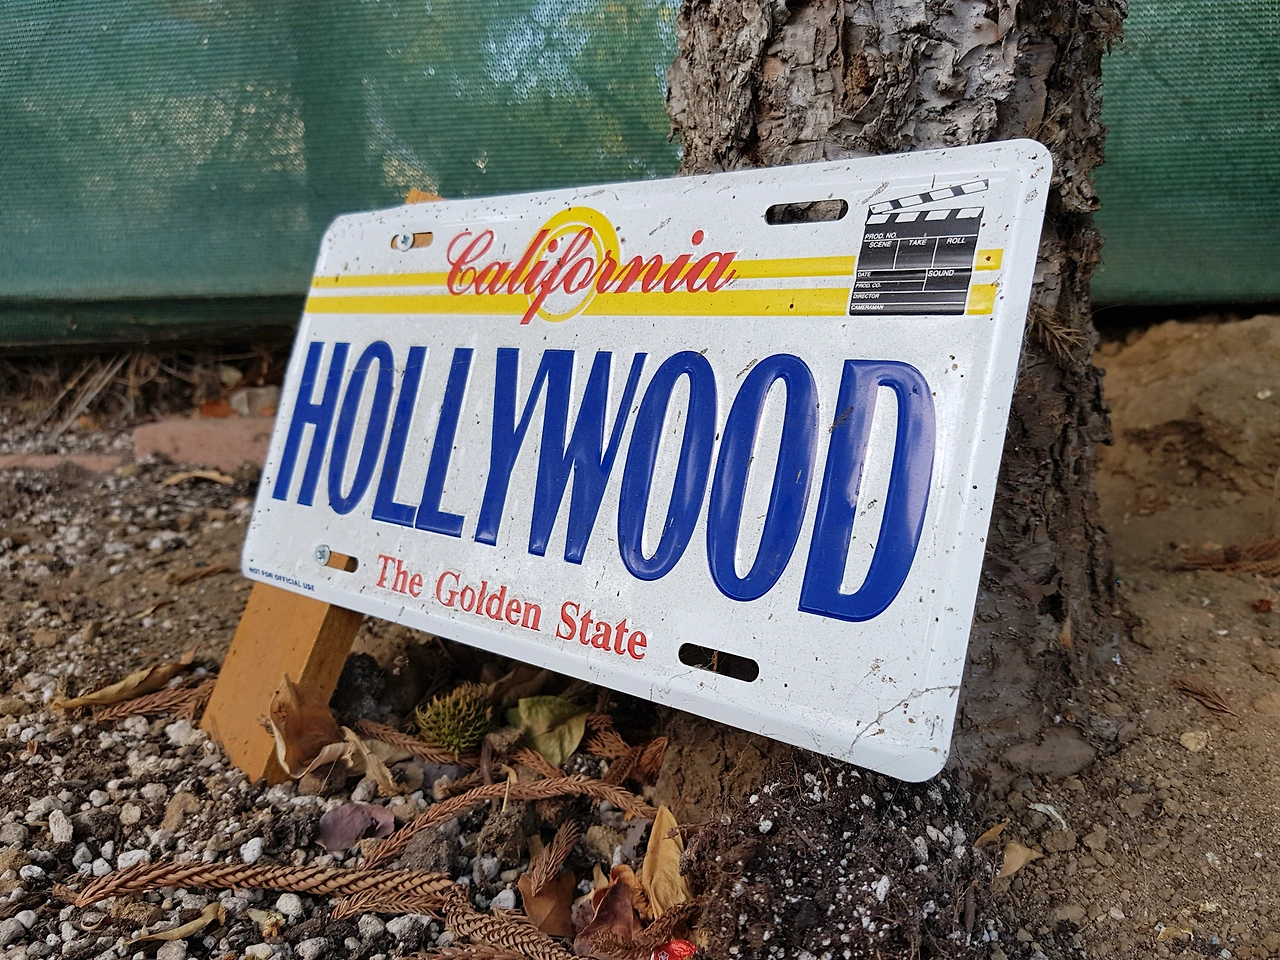 California
PROD. NO.
SCENE TAKE ROLL
DATE SOUND
PROD. CO.
DIRECTOR
CAMERAMAN
HOLLYWOOD
The Golden State
NOT FOR OFFICIAL USE